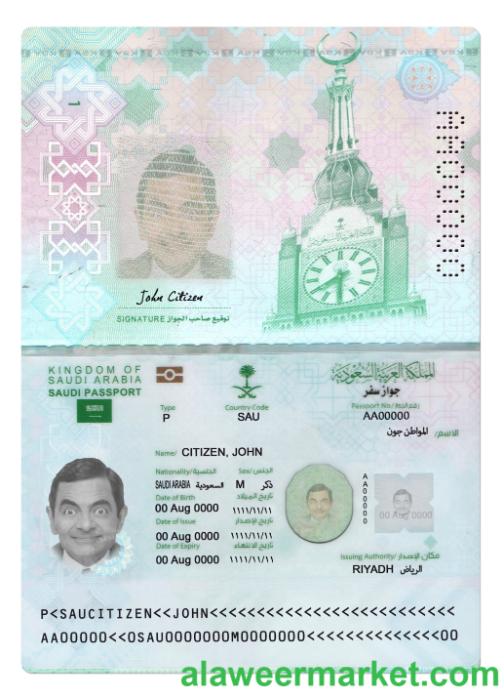 AA00000
John Citizen
SIGNATURE توقيع صاحب الجواز
KINGDOM OF
SAUDI ARABIA
SAUDI PASSPORT
المملكة العربية السعودية
جواز سفر
Type
P
Country Code
SAU
Passport No/
AA00000
الاسم/ المواطن جون
Name/ CITIZEN, JOHN
Nationality/الجنسية Sex/الجنس
SAUDI ARABIA السعودية M ذكر
Date of Birth تاريخ الميلاد
00 Aug 0000 ١١١١/١١/١١
Date of Issue تاريخ الإصدار
00 Aug 0000 ١١١١/١١/١١
Date of Expiry تاريخ الانتهاء
00 Aug 0000 ١١١١/١١/١١
AA00000
00 Aug 0000
Issuing Authority/ مكان الإصدار
RIYADH الرياض
P<SAUCITIZEN<<JOHN<<<<<<<<<<<<<<<<<<<<<<<<<<
AA00000<<0SAU0000000M0000000<<<<<<<<<<<<<<00
alaweermarket.com